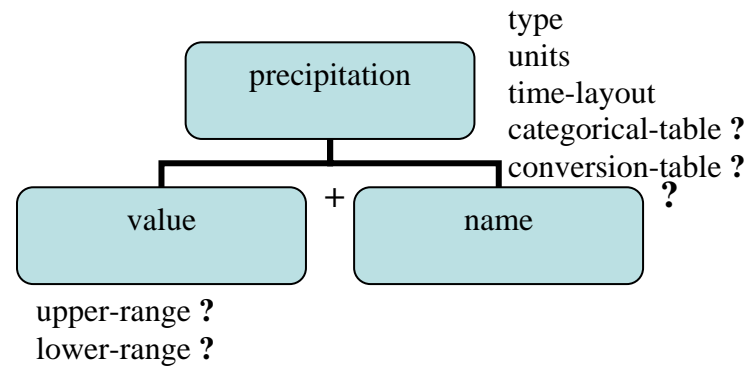 type
units
time-layout
categorical-table ?
conversion-table ?
precipitation
value
+
name
?
upper-range ?
lower-range ?